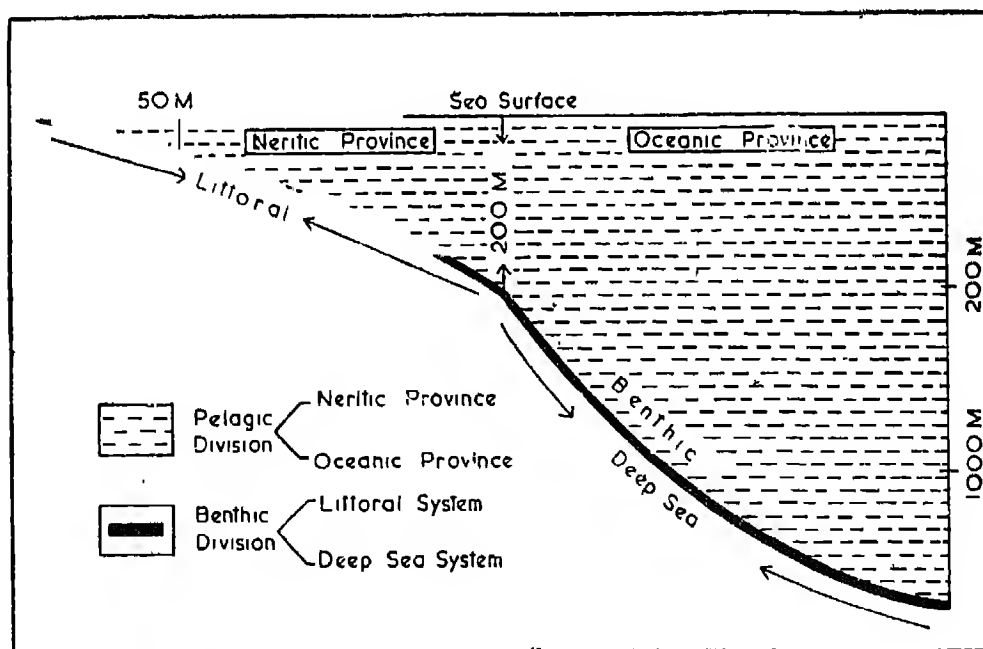 50 M
Sea Surface
Neritic Province
Oceanic Province
Littoral
200 M
200 M
Benthic
Deep Sea
1000 M
Pelagic
Division
Neritic Province
Oceanic Province
Benthic
Division
Littoral System
Deep Sea System